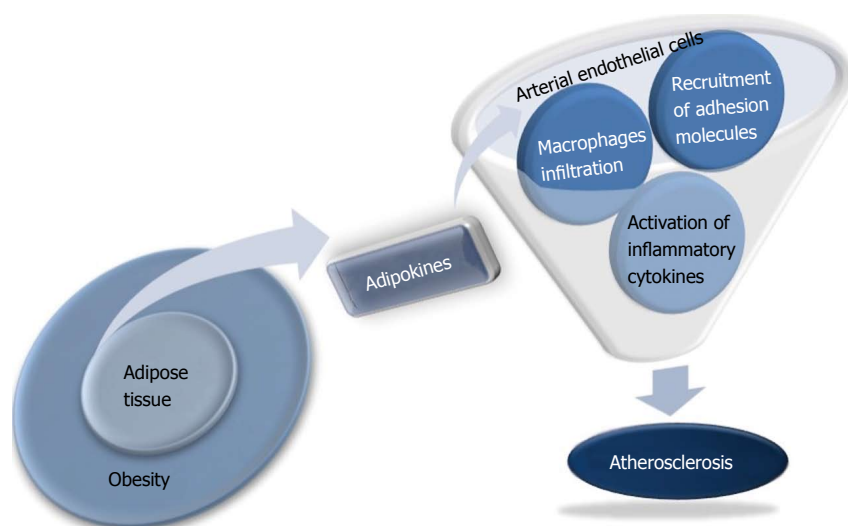 Arterial endothelial cells
Recruitment
of adhesion
molecules
Macrophages
infiltration
Activation of
inflammatory
cytokines
Adipokines
Adipose
tissue
Obesity
Atherosclerosis